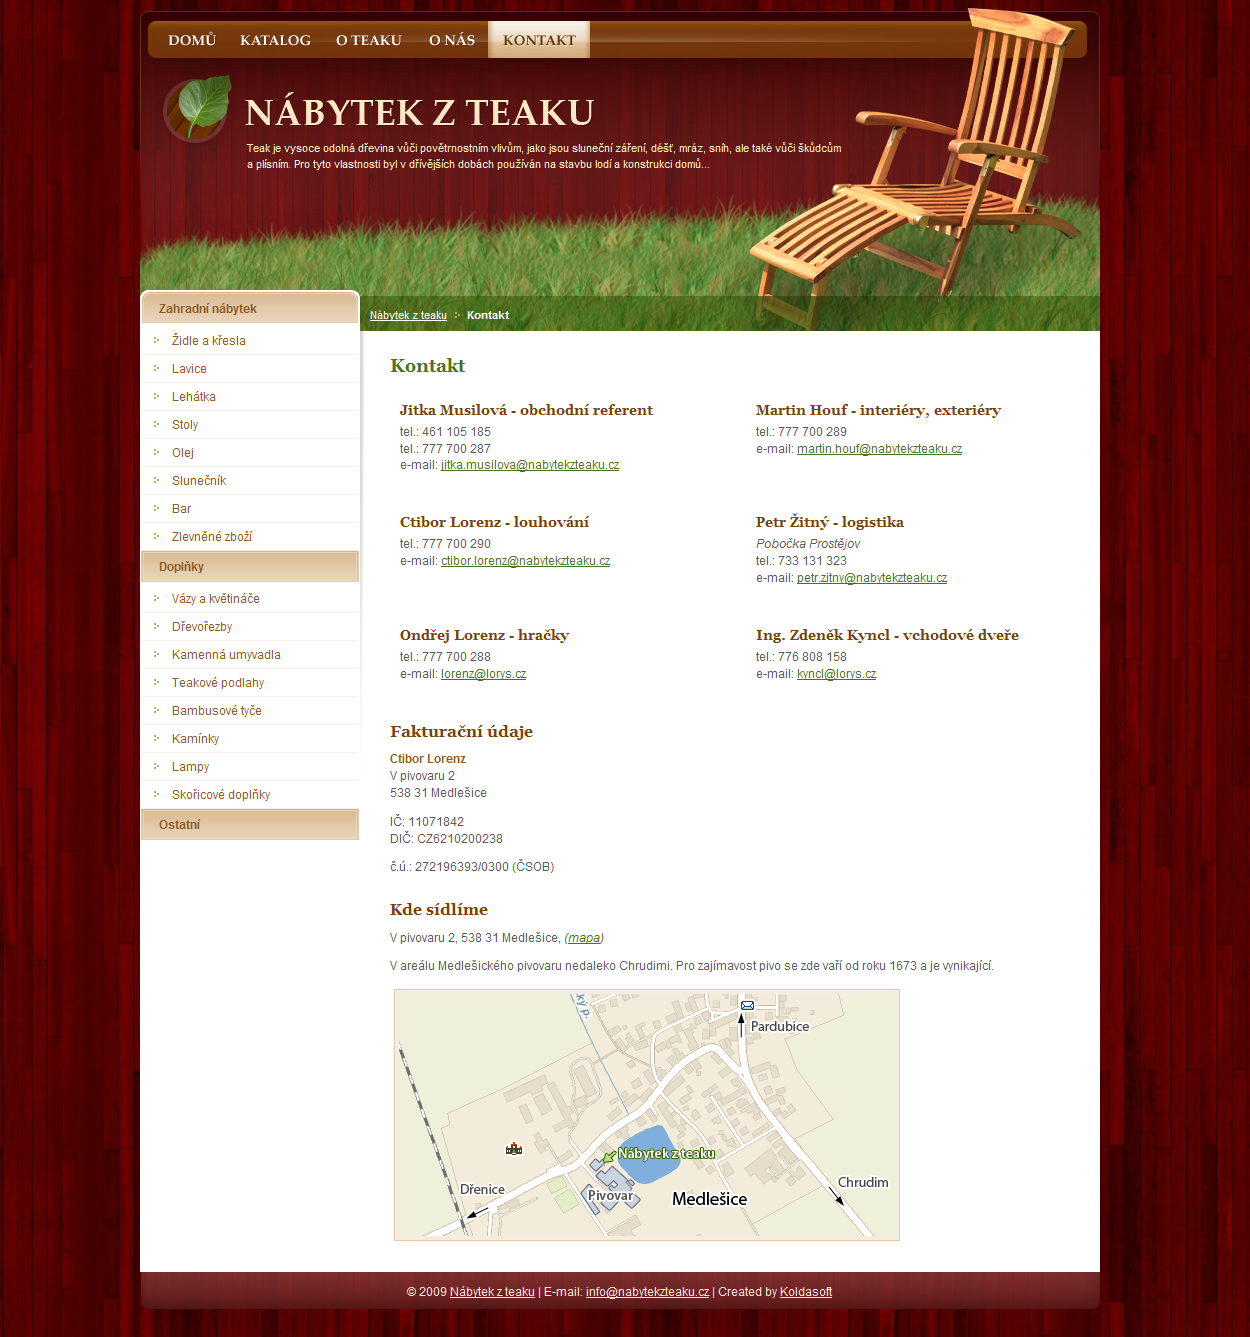 DOMŮ
KATALOG
O TEAKU
O NÁS
KONTAKT
NÁBYTEK Z TEAKU
Teak je vysoce odolná dřevina vůči povětrnostním vlivům, jako jsou sluneční záření, déšť, mráz, sníh, ale také vůči škůdcům
a plísním. Pro tyto vlastnosti byl v dřívějších dobách používán na stavbu lodí a konstrukci domů...
Zahradní nábytek
Židle a křesla
Lavice
Lehátka
Stoly
Olej
Slunečník
Bar
Zlevněné zboží
Doplňky
Vázy a květináče
Dřevořezby
Kamenná umyvadla
Teakové podlahy
Bambusové tyče
Kamínky
Lampy
Skořicové doplňky
Ostatní
Nábytek z teaku
Kontakt
Kontakt
Jitka Musilová - obchodní referent
tel.: 461 105 185
tel.: 777 700 287
e-mail: jitka.musilova@nabytekzteaku.cz
Martin Houf - interiéry, exteriéry
tel.: 777 700 289
e-mail: martin.houf@nabytekzteaku.cz
Ctibor Lorenz - louhování
tel.: 777 700 290
e-mail: ctibor.lorenz@nabytekzteaku.cz
Petr Žitný - logistika
Pobočka Prostějov
tel.: 733 131 323
e-mail: petr.zitny@nabytekzteaku.cz
Ondřej Lorenz - hračky
tel.: 777 700 288
e-mail: lorenz@lorys.cz
Ing. Zdeněk Kyncl - vchodové dveře
tel.: 776 808 158
e-mail: kyncl@lorys.cz
Fakturační údaje
Ctibor Lorenz
V pivovaru 2
538 31 Medlešice
IČ: 11071842
DIČ: CZ6210200238
č.ú.: 272196393/0300 (ČSOB)
Kde sídlíme
V pivovaru 2, 538 31 Medlešice, (mapa)
V areálu Medlešického pivovaru nedaleko Chrudimi. Pro zajímavost pivo se zde vaří od roku 1673 a je vynikající.
ký p.
Pardubice
Nábytek z teaku
Chrudim
Dřenice
Pivovar
Medlešice
© 2009 Nábytek z teaku | E-mail: info@nabytekzteaku.cz | Created by Koldasoft